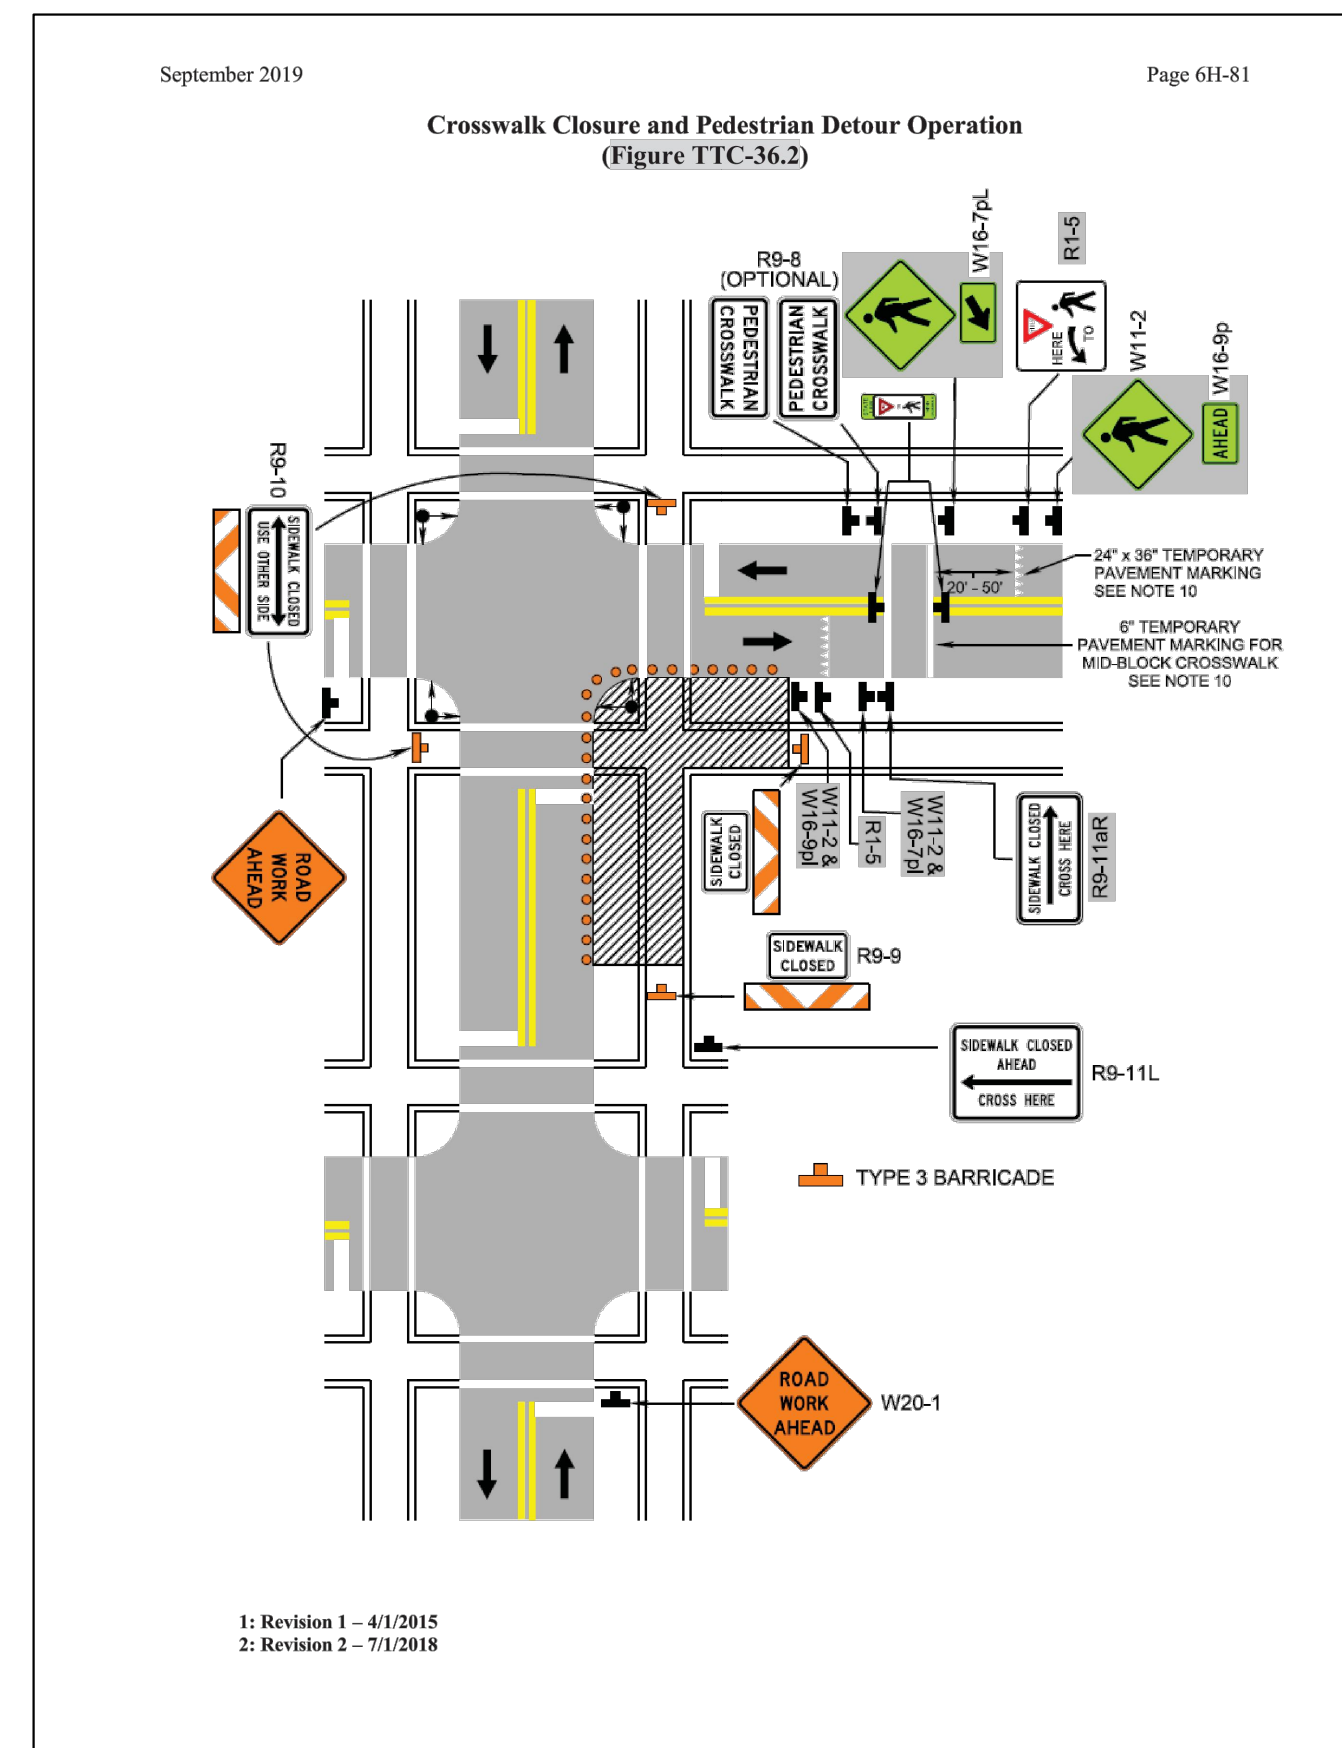 September 2019
Page 6H-81
Crosswalk Closure and Pedestrian Detour Operation
(Figure TTC-36.2)
R9-8
(OPTIONAL)
PEDESTRIAN
CROSSWALK
PEDESTRIAN
CROSSWALK
W16-7pL
R1-5
HERE
TO
W11-2
W16-9p
AHEAD
R9-10
SIDEWALK CLOSED
USE OTHER SIDE
24" x 36" TEMPORARY
PAVEMENT MARKING
SEE NOTE 10
20' - 50'
6" TEMPORARY
PAVEMENT MARKING FOR
MID-BLOCK CROSSWALK
SEE NOTE 10
ROAD
WORK
AHEAD
SIDEWALK
CLOSED
W11-2 &
W16-9pl
R1-5
W11-2 &
W16-7pl
SIDEWALK CLOSED
CROSS HERE
R9-11aR
SIDEWALK
CLOSED
R9-9
SIDEWALK CLOSED
AHEAD
CROSS HERE
R9-11L
TYPE 3 BARRICADE
ROAD
WORK
AHEAD
W20-1
1: Revision 1 – 4/1/2015
2: Revision 2 – 7/1/2018